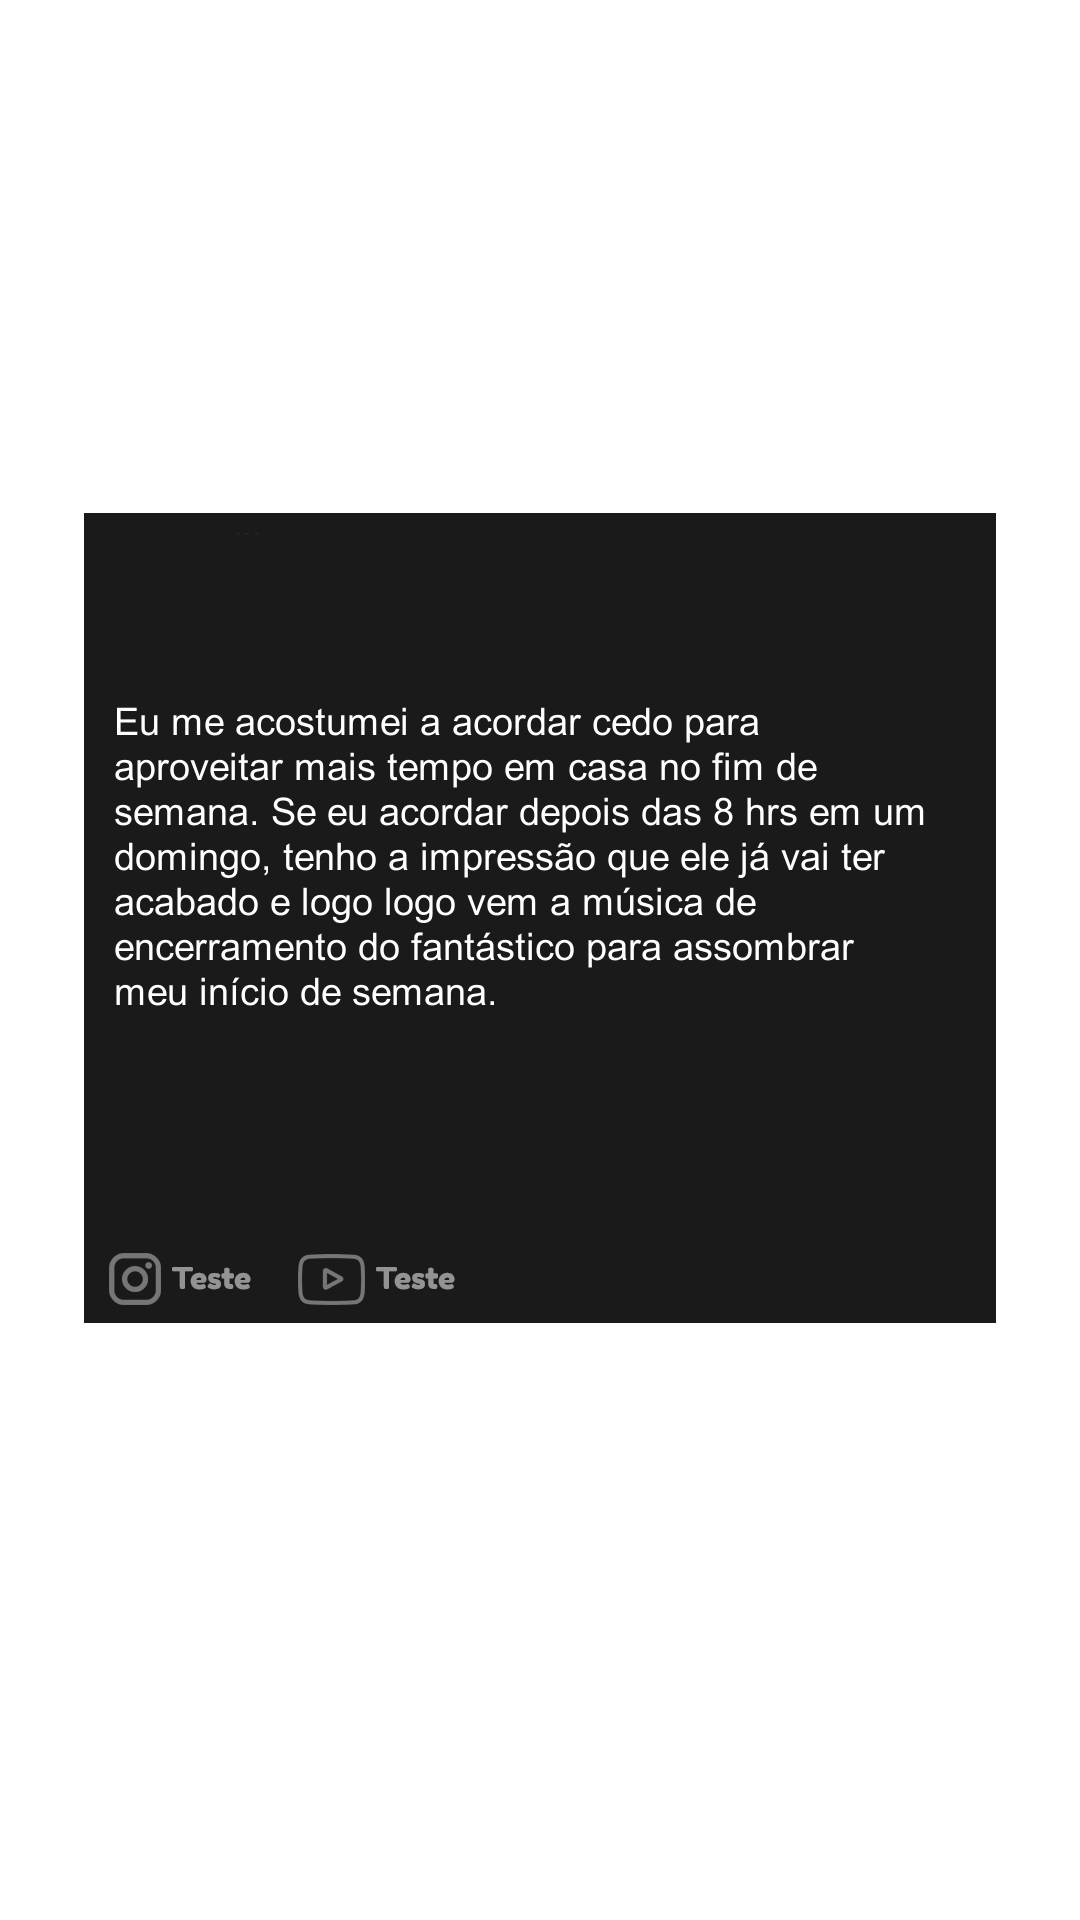 Eu me acostumei a acordar cedo para
aproveitar mais tempo em casa no fim de
semana. Se eu acordar depois das 8 hrs em um
domingo, tenho a impressão que ele já vai ter
acabado e logo logo vem a música de
encerramento do fantástico para assombrar
meu início de semana.
Teste Teste